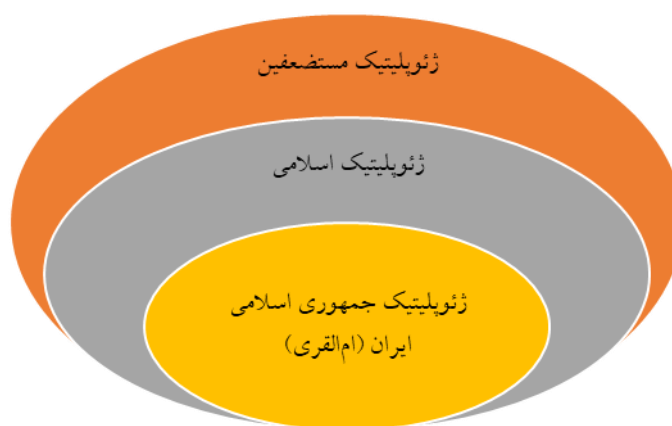 ژئوپلیتیک مستضعفین
ژئوپلیتیک اسلامی
ژئوپلیتیک جمهوری اسلامی
ایران (ام‌القری)